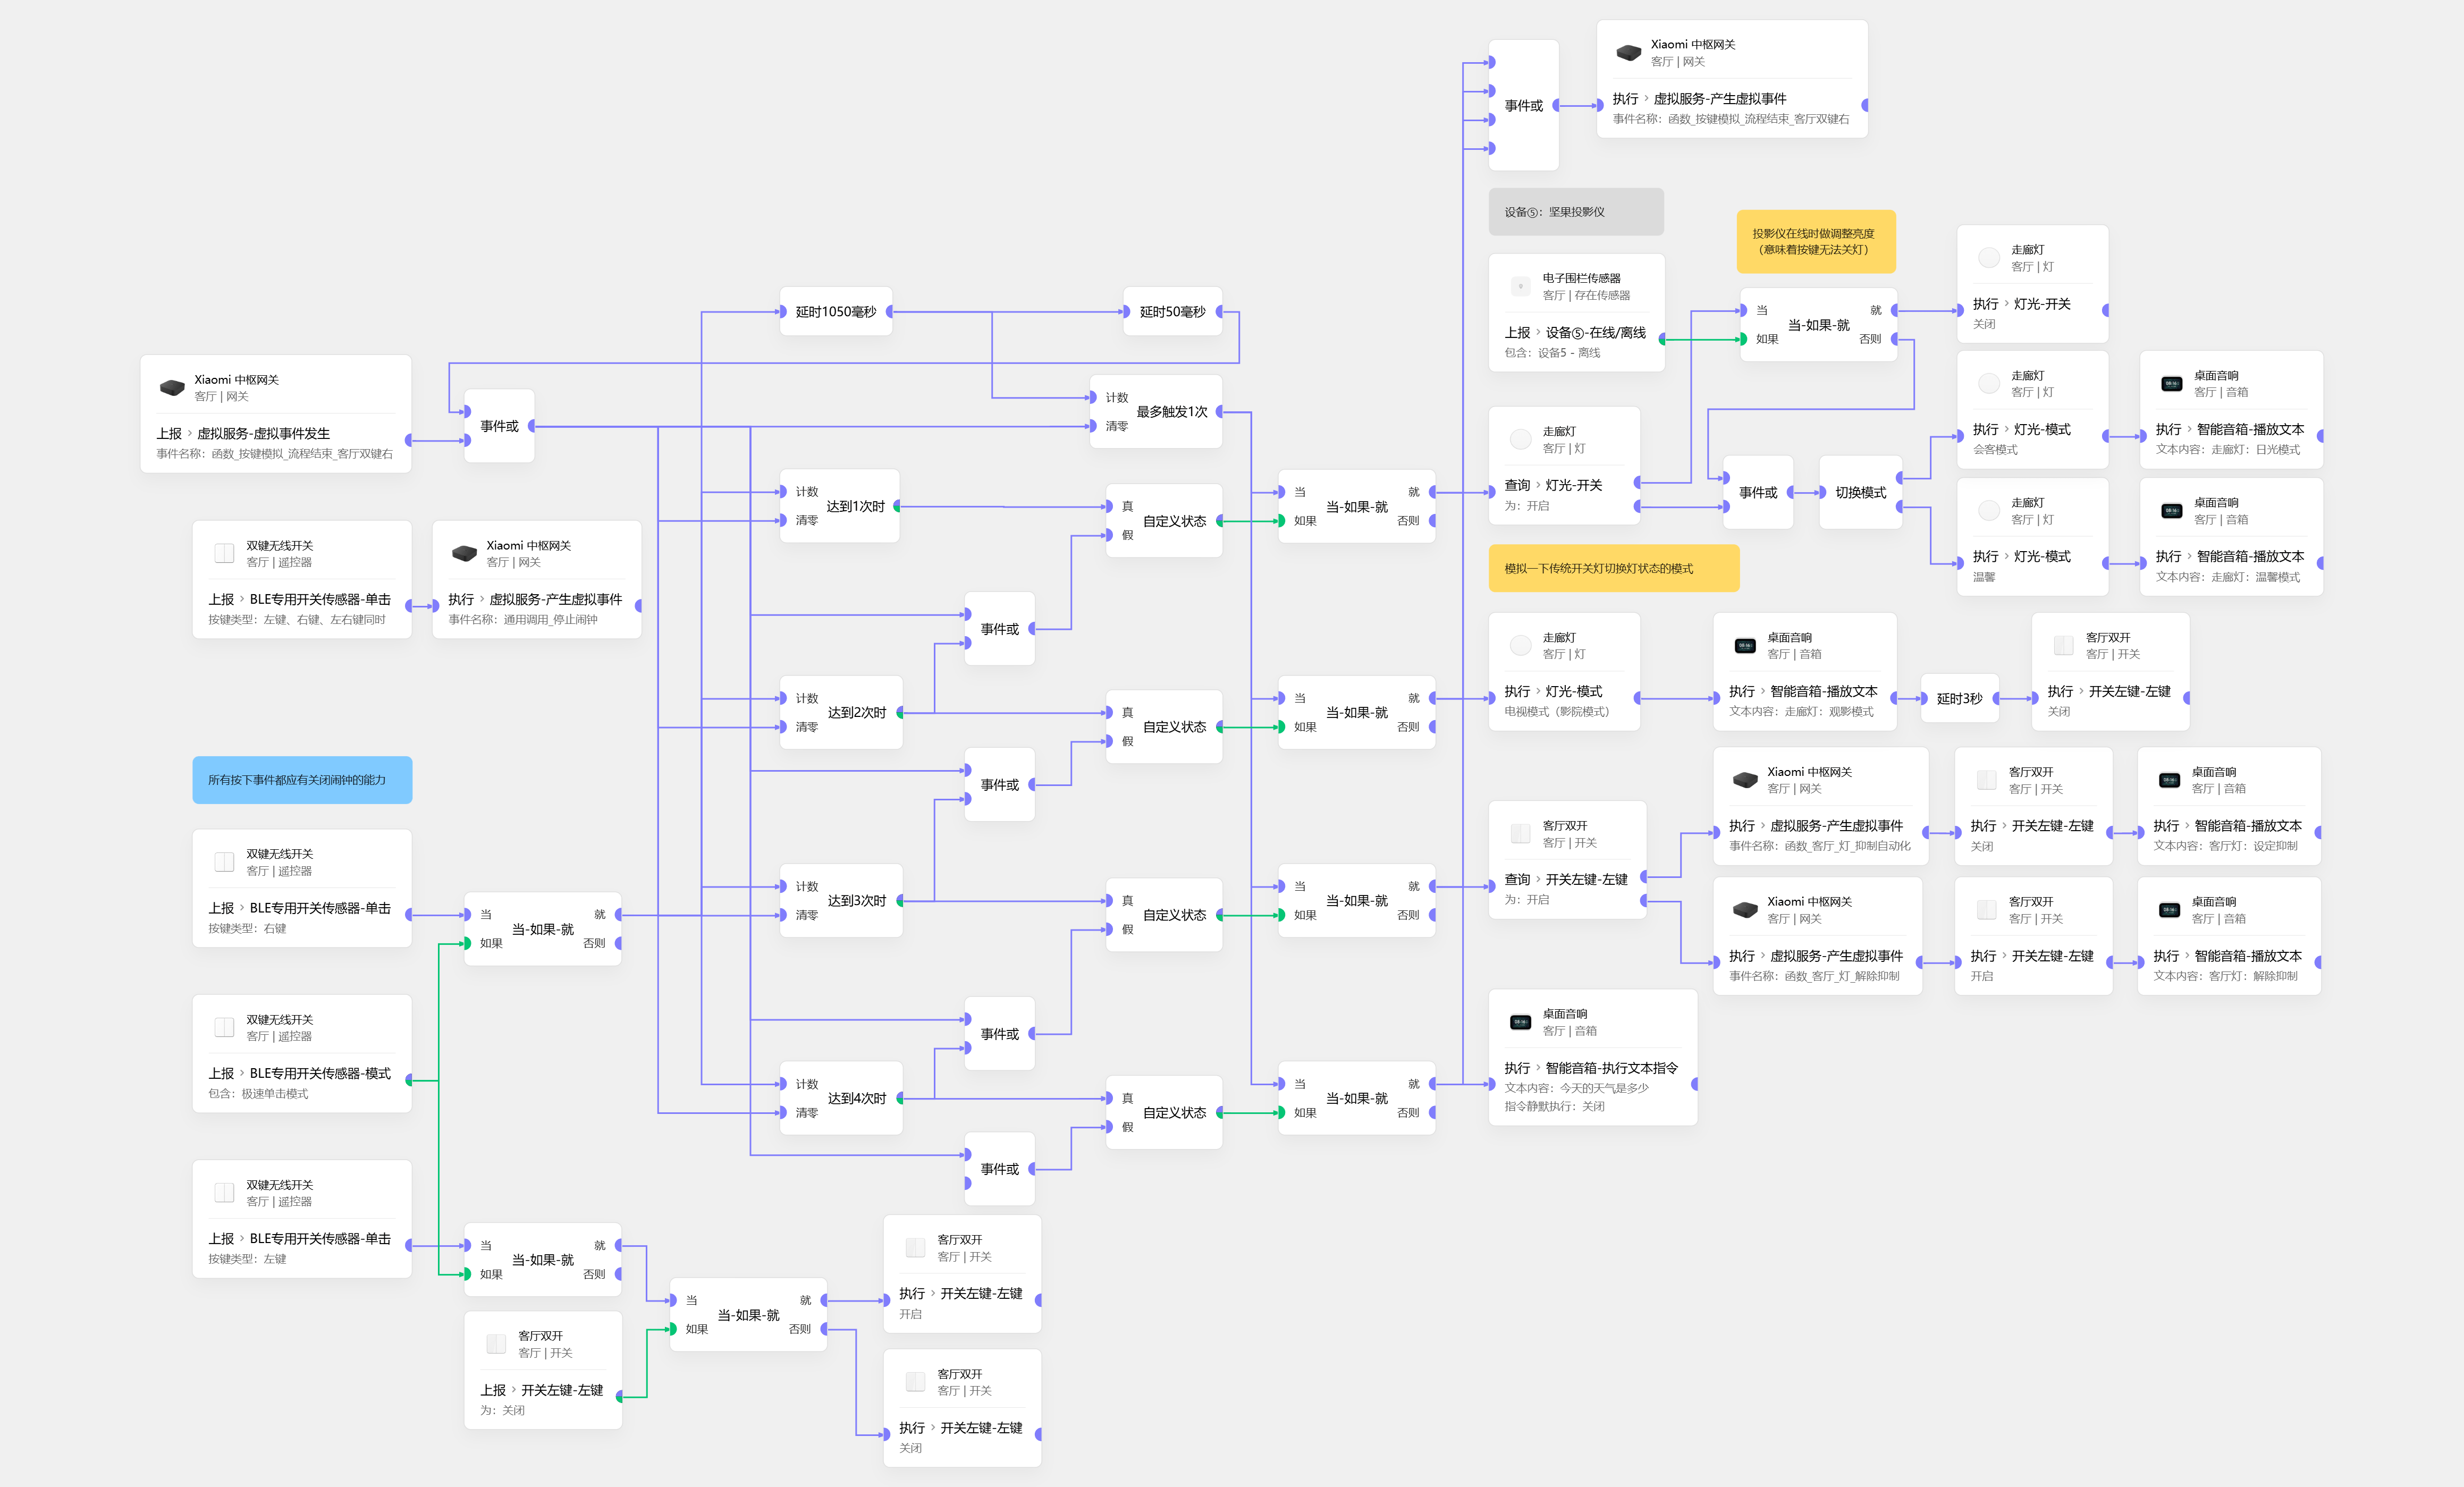 Xiaomi 中枢网关
客厅 | 网关
执行 › 虚拟服务-产生虚拟事件
事件名称：函数_按键模拟_流程结束_客厅双键右
事件或
设备⑤：坚果投影仪
投影仪在线时做调整亮度
（意味着按键无法关灯）
电子围栏传感器
客厅 | 存在传感器
上报 › 设备⑤-在线/离线
包含：设备5 - 离线
当
如果
当-如果-就
就
否则
走廊灯
客厅 | 灯
执行 › 灯光-开关
关闭
延时1050毫秒
延时50毫秒
Xiaomi 中枢网关
客厅 | 网关
上报 › 虚拟服务-虚拟事件发生
事件名称：函数_按键模拟_流程结束_客厅双键右
事件或
计数
清零
最多触发1次
走廊灯
客厅 | 灯
查询 › 灯光-开关
为：开启
事件或
切换模式
走廊灯
客厅 | 灯
执行 › 灯光-模式
会客模式
桌面音响
客厅 | 音箱
执行 › 智能音箱-播放文本
文本内容：走廊灯：日光模式
走廊灯
客厅 | 灯
执行 › 灯光-模式
温馨
桌面音响
客厅 | 音箱
执行 › 智能音箱-播放文本
文本内容：走廊灯：温馨模式
计数
清零
达到1次时
真
假
自定义状态
当
如果
当-如果-就
就
否则
双键无线开关
客厅 | 遥控器
上报 › BLE专用开关传感器-单击
按键类型：左键、右键、左右键同时
Xiaomi 中枢网关
客厅 | 网关
执行 › 虚拟服务-产生虚拟事件
事件名称：通用调用_停止闹钟
模拟一下传统开关灯切换灯状态的模式
事件或
计数
清零
达到2次时
真
假
自定义状态
当
如果
当-如果-就
就
否则
走廊灯
客厅 | 灯
执行 › 灯光-模式
电视模式（影院模式）
桌面音响
客厅 | 音箱
执行 › 智能音箱-播放文本
文本内容：走廊灯：观影模式
延时3秒
客厅双开
客厅 | 开关
执行 › 开关左键-左键
关闭
所有按下事件都应有关闭闹钟的能力
事件或
双键无线开关
客厅 | 遥控器
上报 › BLE专用开关传感器-单击
按键类型：右键
当
如果
当-如果-就
就
否则
计数
清零
达到3次时
真
假
自定义状态
当
如果
当-如果-就
就
否则
客厅双开
客厅 | 开关
查询 › 开关左键-左键
为：开启
Xiaomi 中枢网关
客厅 | 网关
执行 › 虚拟服务-产生虚拟事件
事件名称：函数_客厅_灯_抑制自动化
客厅双开
客厅 | 开关
执行 › 开关左键-左键
关闭
桌面音响
客厅 | 音箱
执行 › 智能音箱-播放文本
文本内容：客厅灯：设定抑制
Xiaomi 中枢网关
客厅 | 网关
执行 › 虚拟服务-产生虚拟事件
事件名称：函数_客厅_灯_解除抑制
客厅双开
客厅 | 开关
执行 › 开关左键-左键
开启
桌面音响
客厅 | 音箱
执行 › 智能音箱-播放文本
文本内容：客厅灯：解除抑制
双键无线开关
客厅 | 遥控器
上报 › BLE专用开关传感器-模式
包含：极速单击模式
事件或
计数
清零
达到4次时
真
假
自定义状态
当
如果
当-如果-就
就
否则
桌面音响
客厅 | 音箱
执行 › 智能音箱-执行文本指令
文本内容：今天的天气是多少
指令静默执行：关闭
事件或
双键无线开关
客厅 | 遥控器
上报 › BLE专用开关传感器-单击
按键类型：左键
当
如果
当-如果-就
就
否则
客厅双开
客厅 | 开关
上报 › 开关左键-左键
为：关闭
当
如果
当-如果-就
就
否则
客厅双开
客厅 | 开关
执行 › 开关左键-左键
开启
客厅双开
客厅 | 开关
执行 › 开关左键-左键
关闭